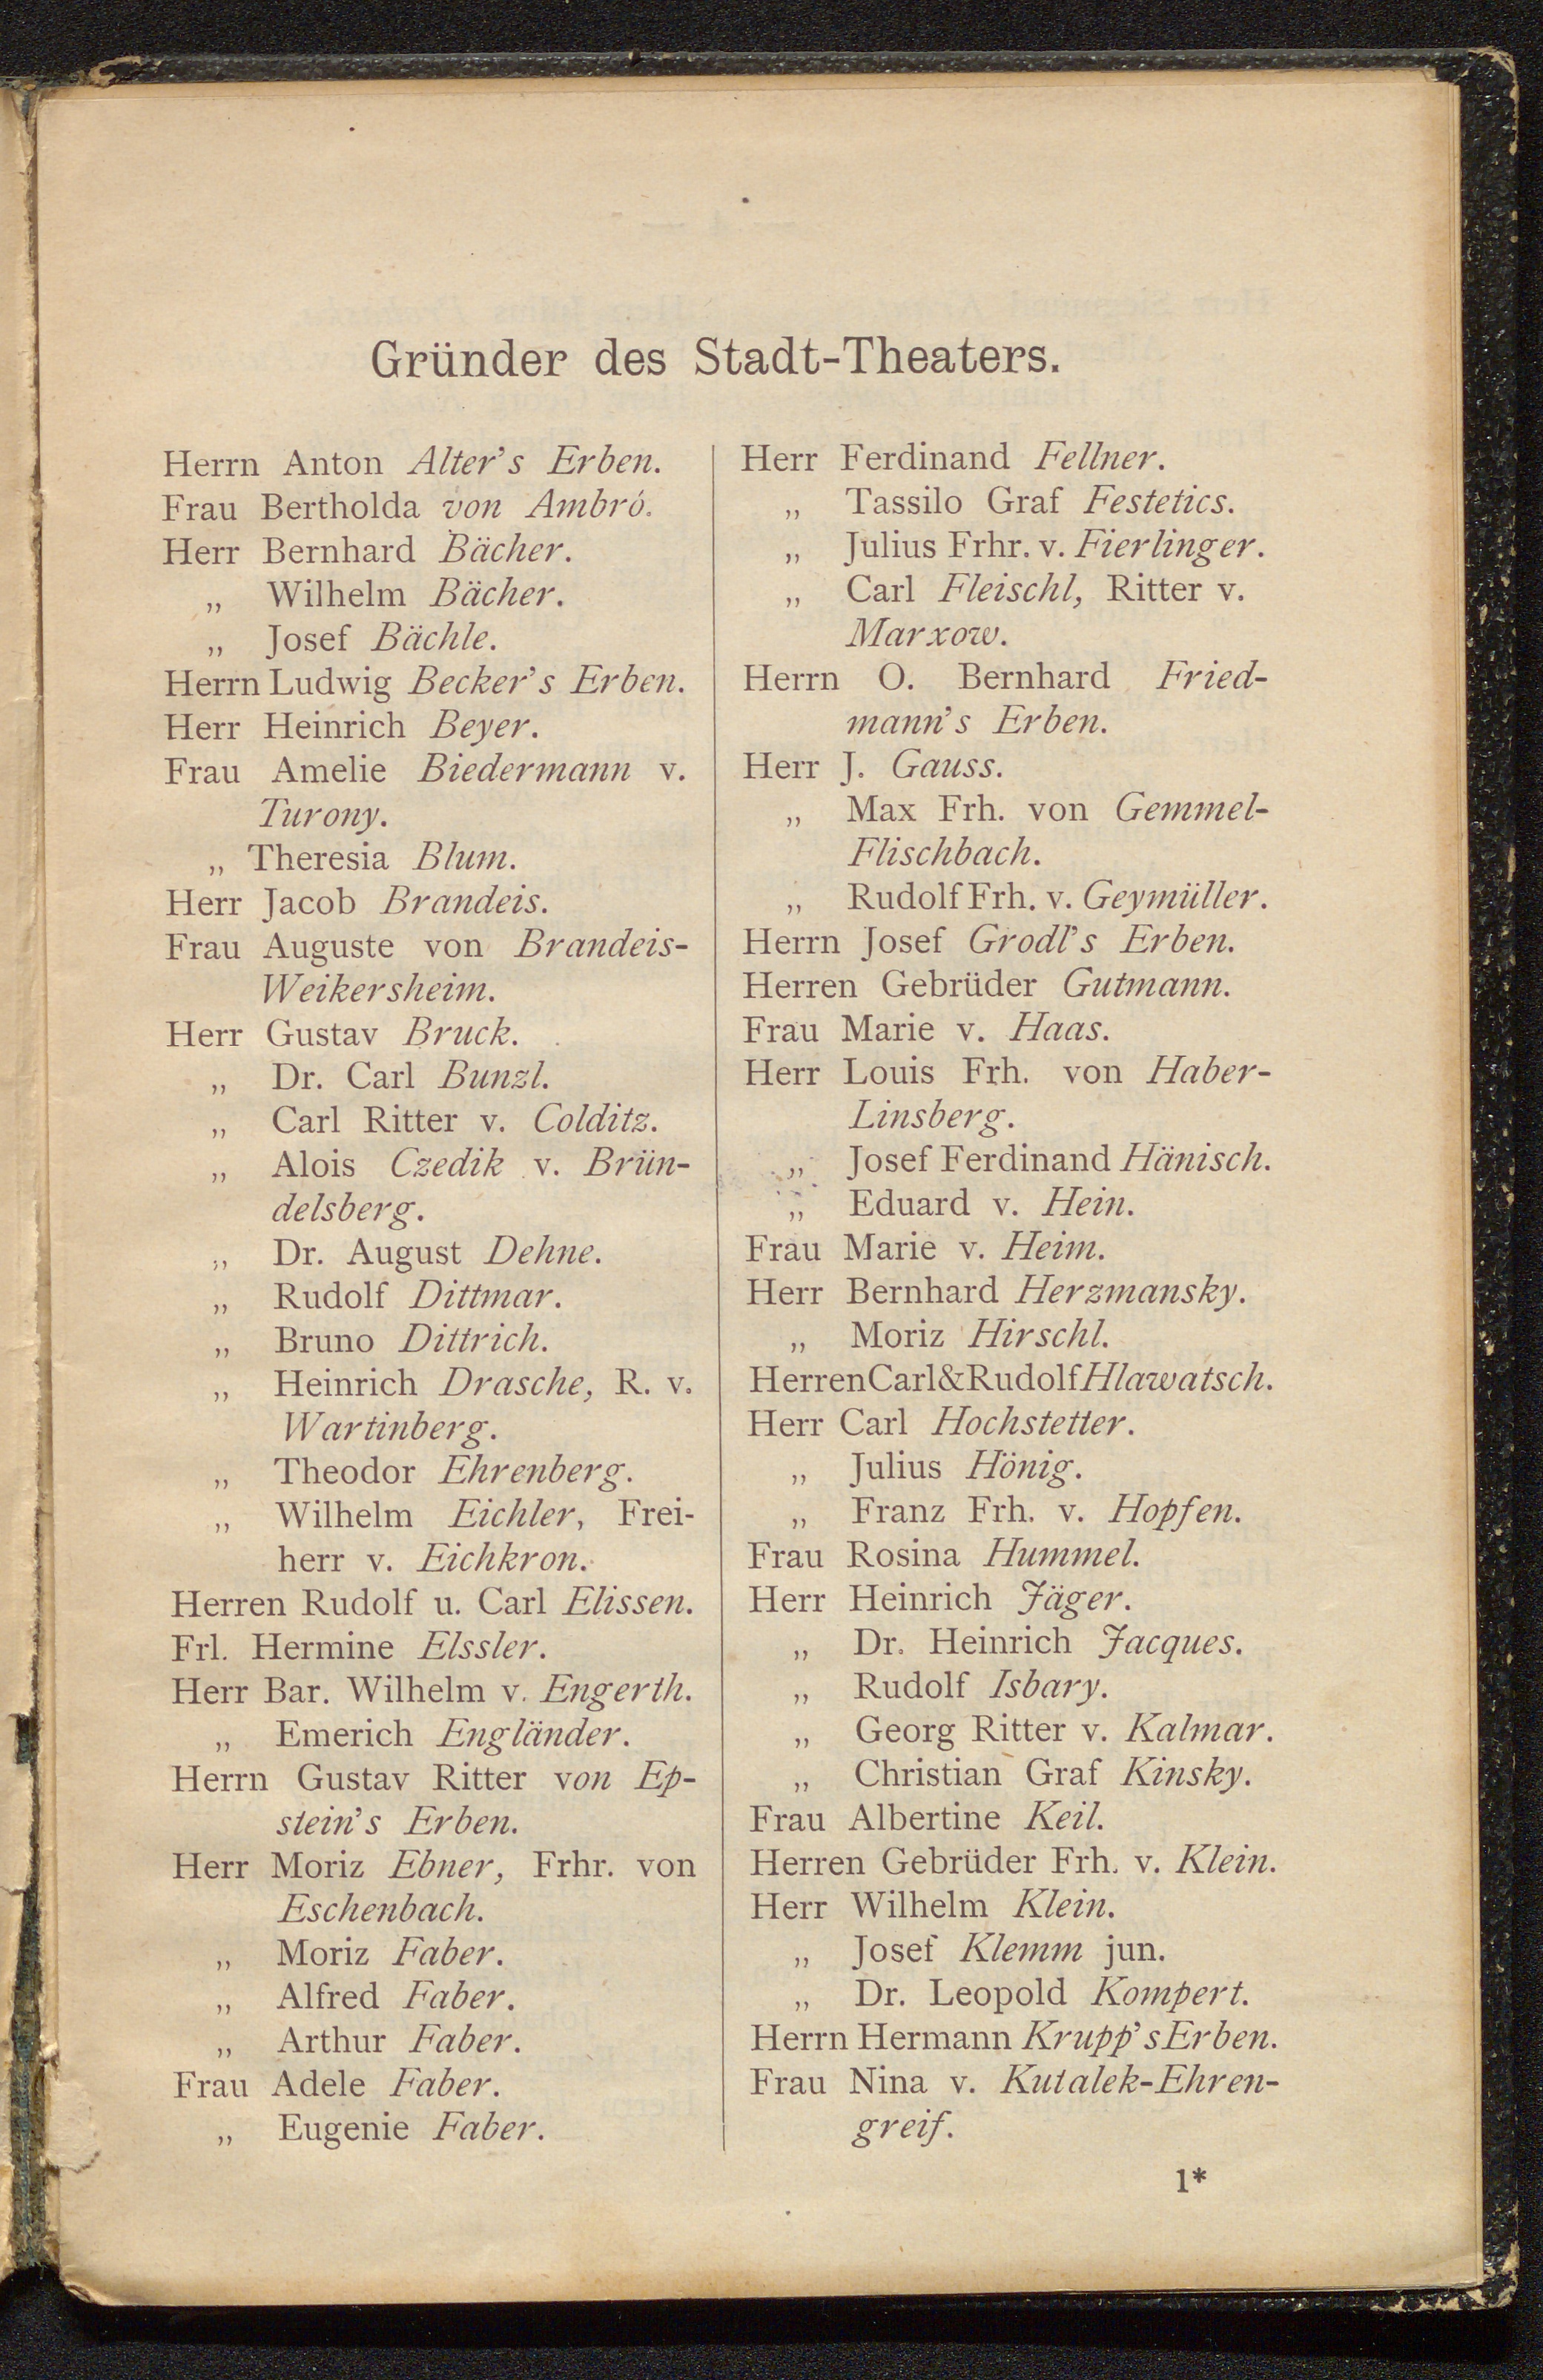 Gründer des Stadt-Theaters.
Herrn Anton Alter's Erben.
Frau Bertholda von Ambró.
Herr Bernhard Bächer.
„ Wilhelm Bächer.
„ Josef Bächle.
Herrn Ludwig Becker's Erben.
Herr Heinrich Beyer.
Frau Amelie Biedermann v.
Turony.
„ Theresia Blum.
Herr Jacob Brandeis.
Frau Auguste von Brandeis-
Weikersheim.
Herr Gustav Bruck.
„ Dr. Carl Bunzl.
„ Carl Ritter v. Colditz.
„ Alois Czedik v. Brün-
delsberg.
„ Dr. August Dehne.
„ Rudolf Dittmar.
„ Bruno Dittrich.
„ Heinrich Drasche, R. v.
Wartinberg.
„ Theodor Ehrenberg.
„ Wilhelm Eichler, Frei-
herr v. Eichkron.
Herren Rudolf u. Carl Elissen.
Frl. Hermine Elssler.
Herr Bar. Wilhelm v. Engerth.
„ Emerich Engländer.
Herrn Gustav Ritter von Ep-
stein's Erben.
Herr Moriz Ebner, Frhr. von
Eschenbach.
„ Moriz Faber.
„ Alfred Faber.
„ Arthur Faber.
Frau Adele Faber.
„ Eugenie Faber.
Herr Ferdinand Fellner.
„ Tassilo Graf Festetics.
„ Julius Frhr. v. Fierlinger.
„ Carl Fleischl, Ritter v.
Marxow.
Herrn O. Bernhard Fried-
mann's Erben.
Herr J. Gauss.
„ Max Frh. von Gemmel-
Flischbach.
„ Rudolf Frh. v. Geymüller.
Herrn Josef Grodl's Erben.
Herren Gebrüder Gutmann.
Frau Marie v. Haas.
Herr Louis Frh. von Haber-
Linsberg.
„ Josef Ferdinand Hänisch.
„ Eduard v. Hein.
Frau Marie v. Heim.
Herr Bernhard Herzmansky.
„ Moriz Hirschl.
Herren Carl & Rudolf Hlawatsch.
Herr Carl Hochstetter.
„ Julius Hönig.
„ Franz Frh. v. Hopfen.
Frau Rosina Hummel.
Herr Heinrich Jäger.
„ Dr. Heinrich Jacques.
„ Rudolf Isbary.
„ Georg Ritter v. Kalmar.
„ Christian Graf Kinsky.
Frau Albertine Keil.
Herren Gebrüder Frh. v. Klein.
Herr Wilhelm Klein.
„ Josef Klemm jun.
„ Dr. Leopold Kompert.
Herrn Hermann Krupp's Erben.
Frau Nina v. Kutalek-Ehren-
greif.
1*